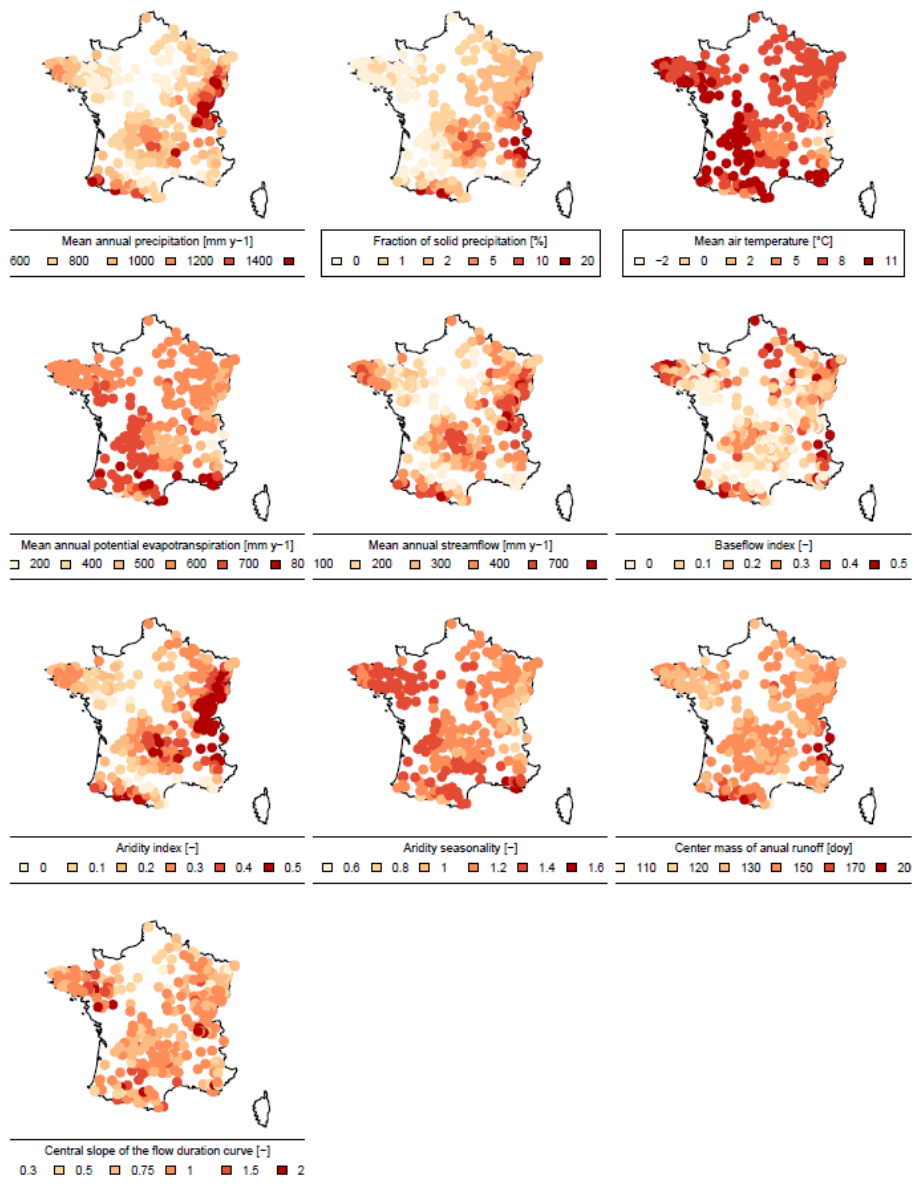 Mean annual precipitation [mm y−1]
600 800 1000 1200 1400
Fraction of solid precipitation [%]
0 1 2 5 10 20
Mean air temperature [°C]
−2 0 2 5 8 11
Mean annual potential evapotranspiration [mm y−1]
200 400 500 600 700 80
Mean annual streamflow [mm y−1]
100 200 300 400 700
Baseflow index [−]
0 0.1 0.2 0.3 0.4 0.5
Aridity index [−]
0 0.1 0.2 0.3 0.4 0.5
Aridity seasonality [−]
0.6 0.8 1 1.2 1.4 1.6
Center mass of anual runoff [doy]
110 120 130 150 170 20
Central slope of the flow duration curve [−]
0.3 0.5 0.75 1 1.5 2